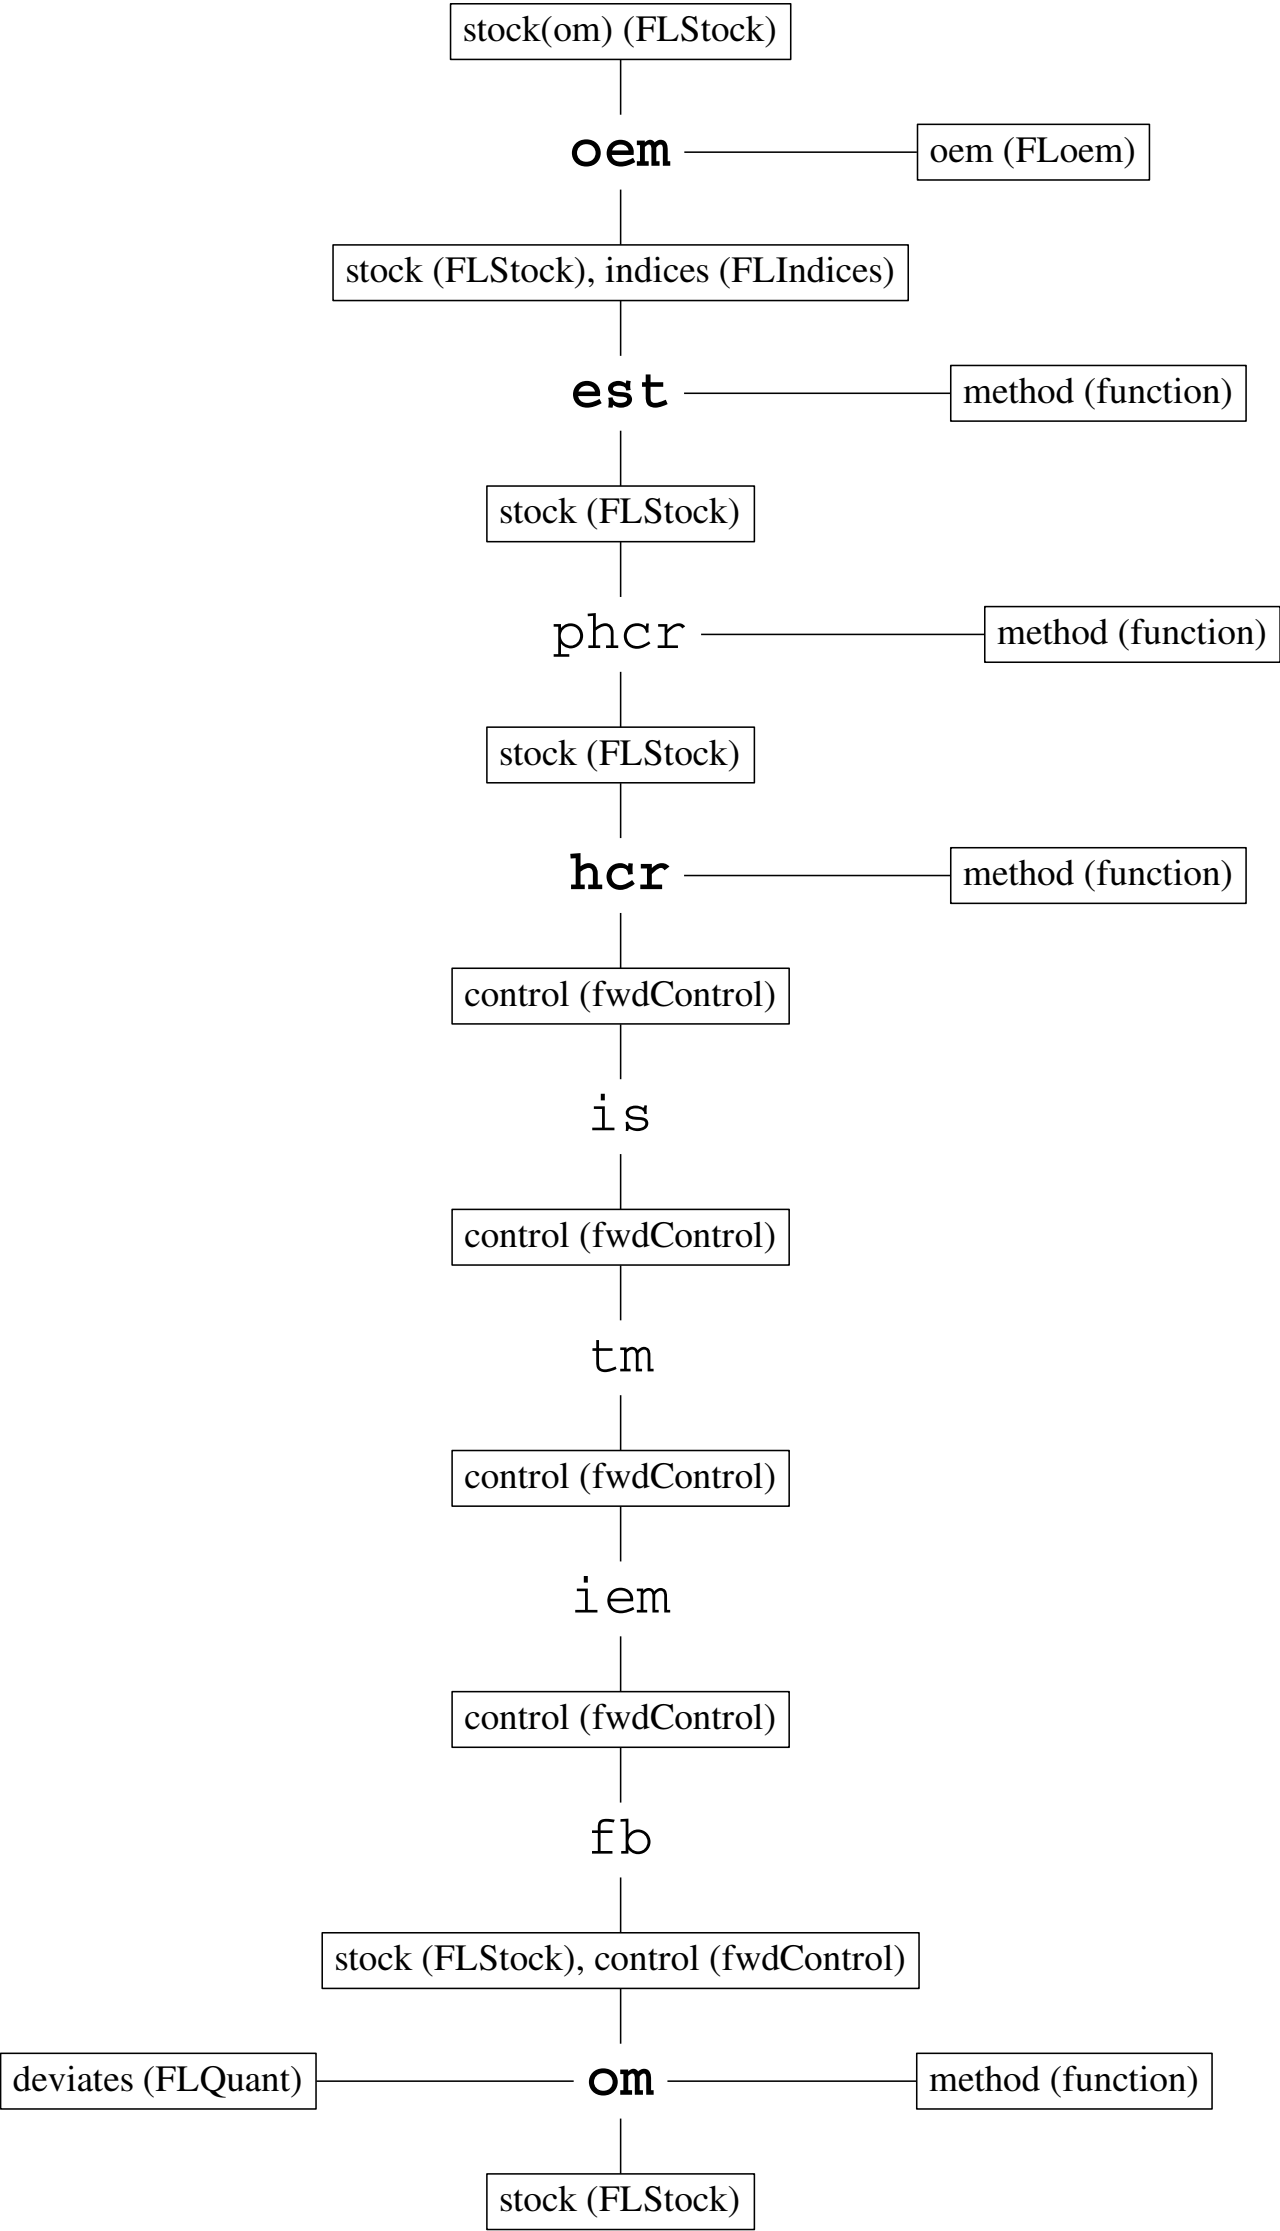 stock(om) (FLStock)
oem
oem (FLoem)
stock (FLStock), indices (FLIndices)
est
method (function)
stock (FLStock)
phcr
method (function)
stock (FLStock)
hcr
method (function)
control (fwdControl)
is
control (fwdControl)
tm
control (fwdControl)
iem
control (fwdControl)
fb
stock (FLStock), control (fwdControl)
deviates (FLQuant)
om
method (function)
stock (FLStock)